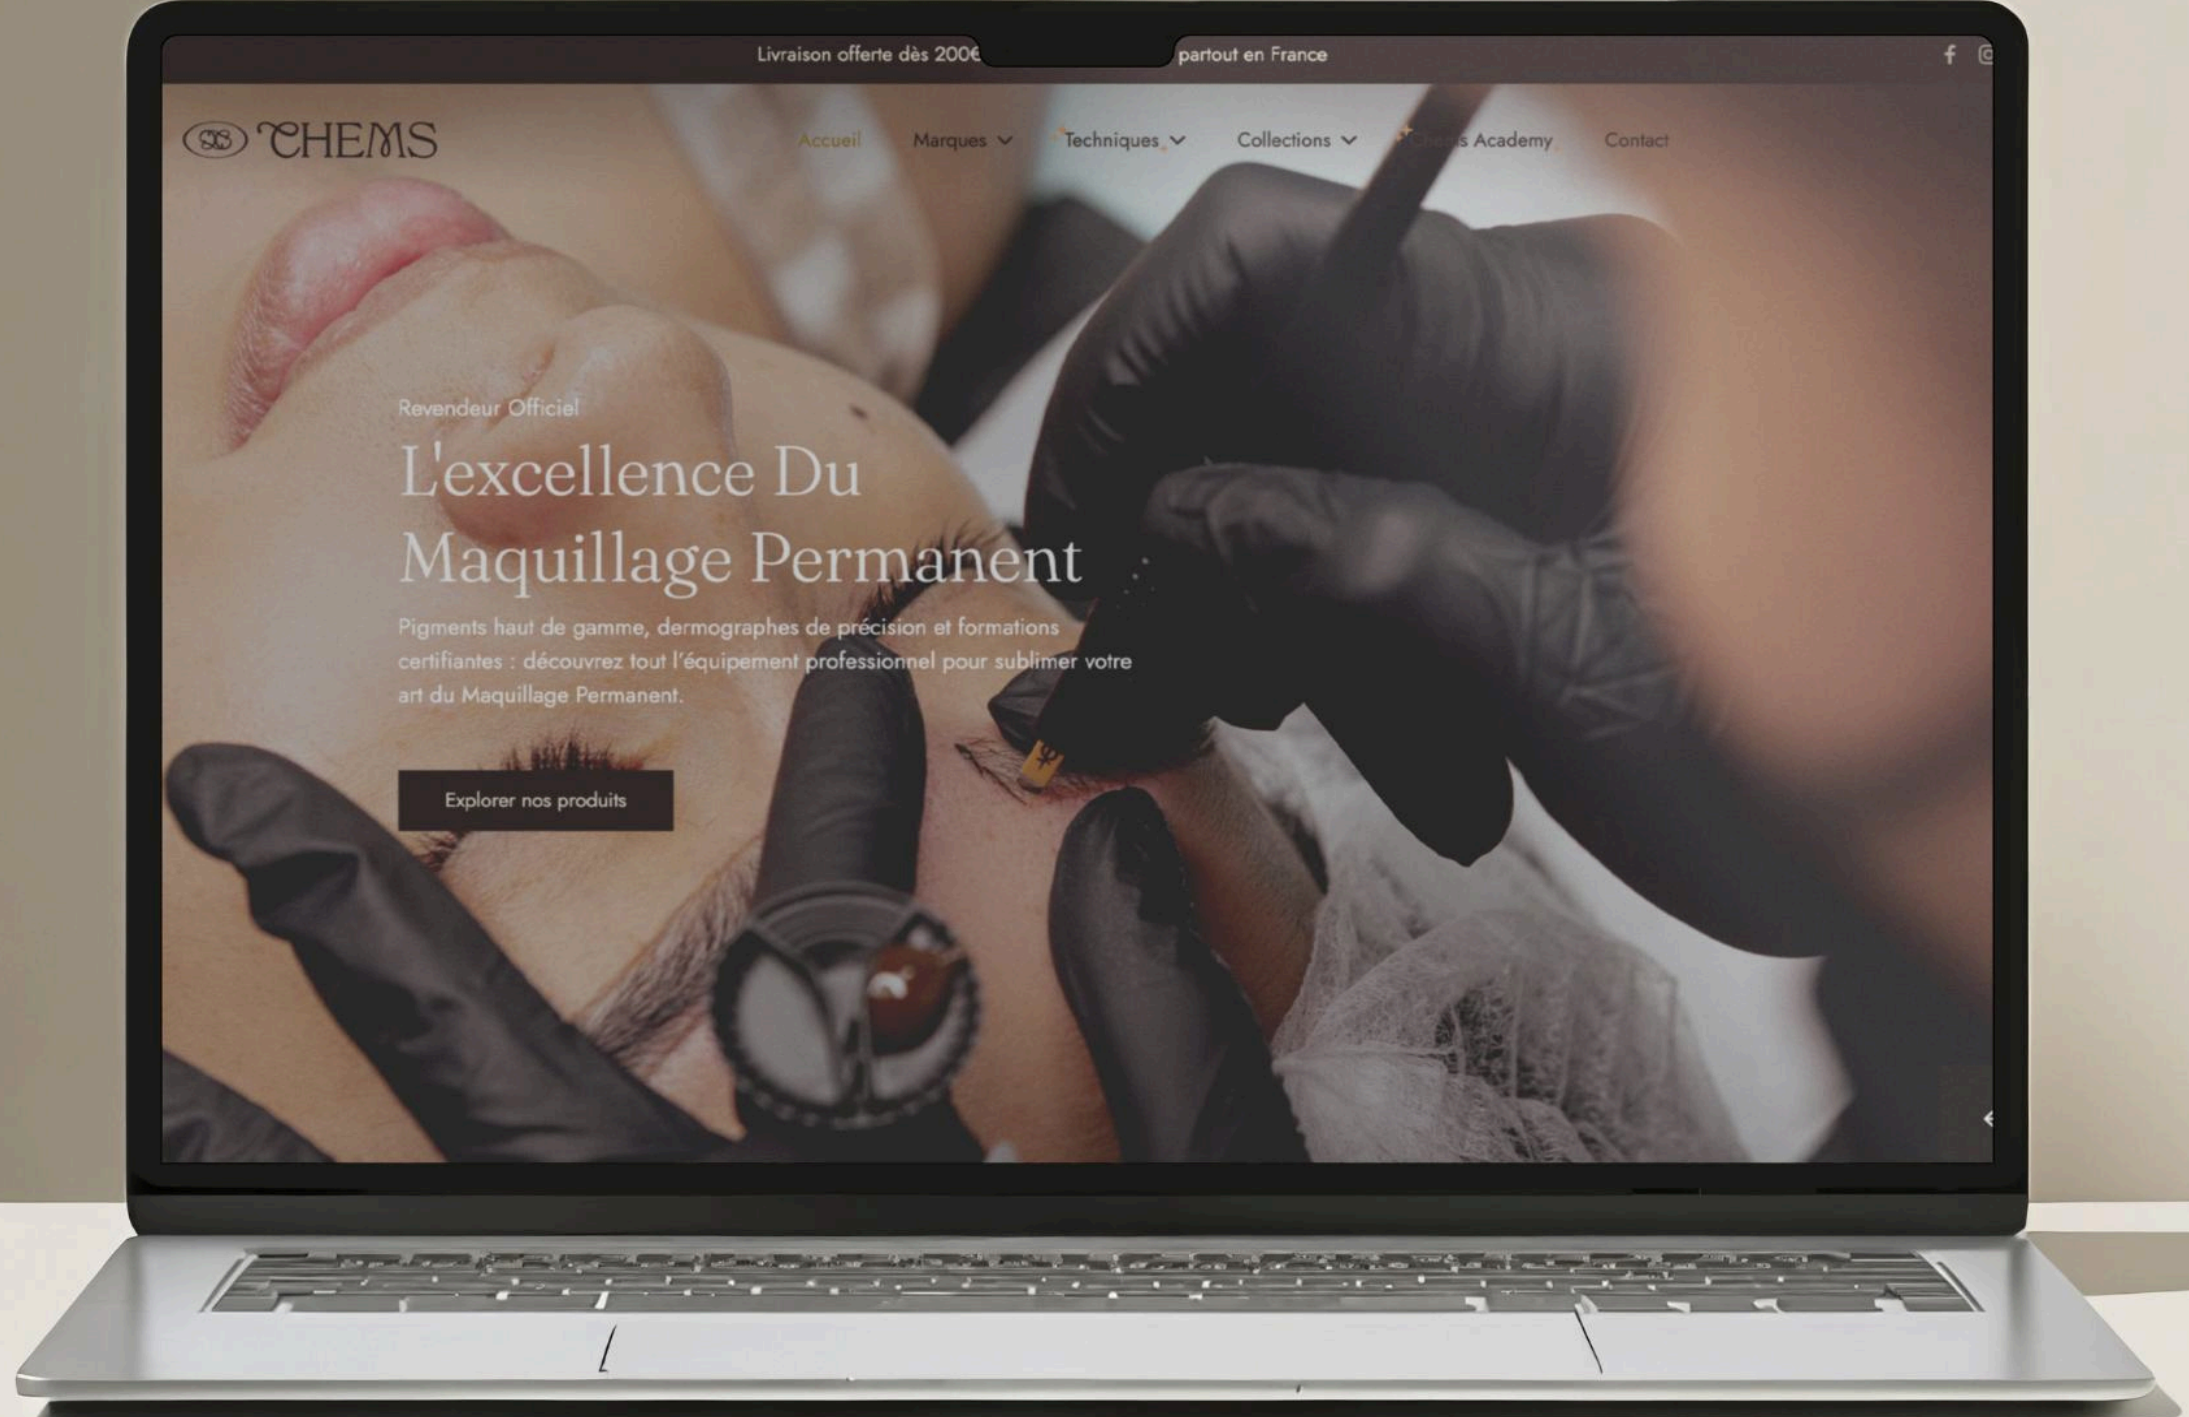 Livraison offerte dès 200€ partout en France
CHEMS
Accueil Marques Techniques Collections Chems Academy Contact
Revendeur Officiel
L'excellence Du
Maquillage Permanent
Pigments haut de gamme, dermographes de précision et formations
certifiantes : découvrez tout l'équipement professionnel pour sublimer votre
art du Maquillage Permanent.
Explorer nos produits